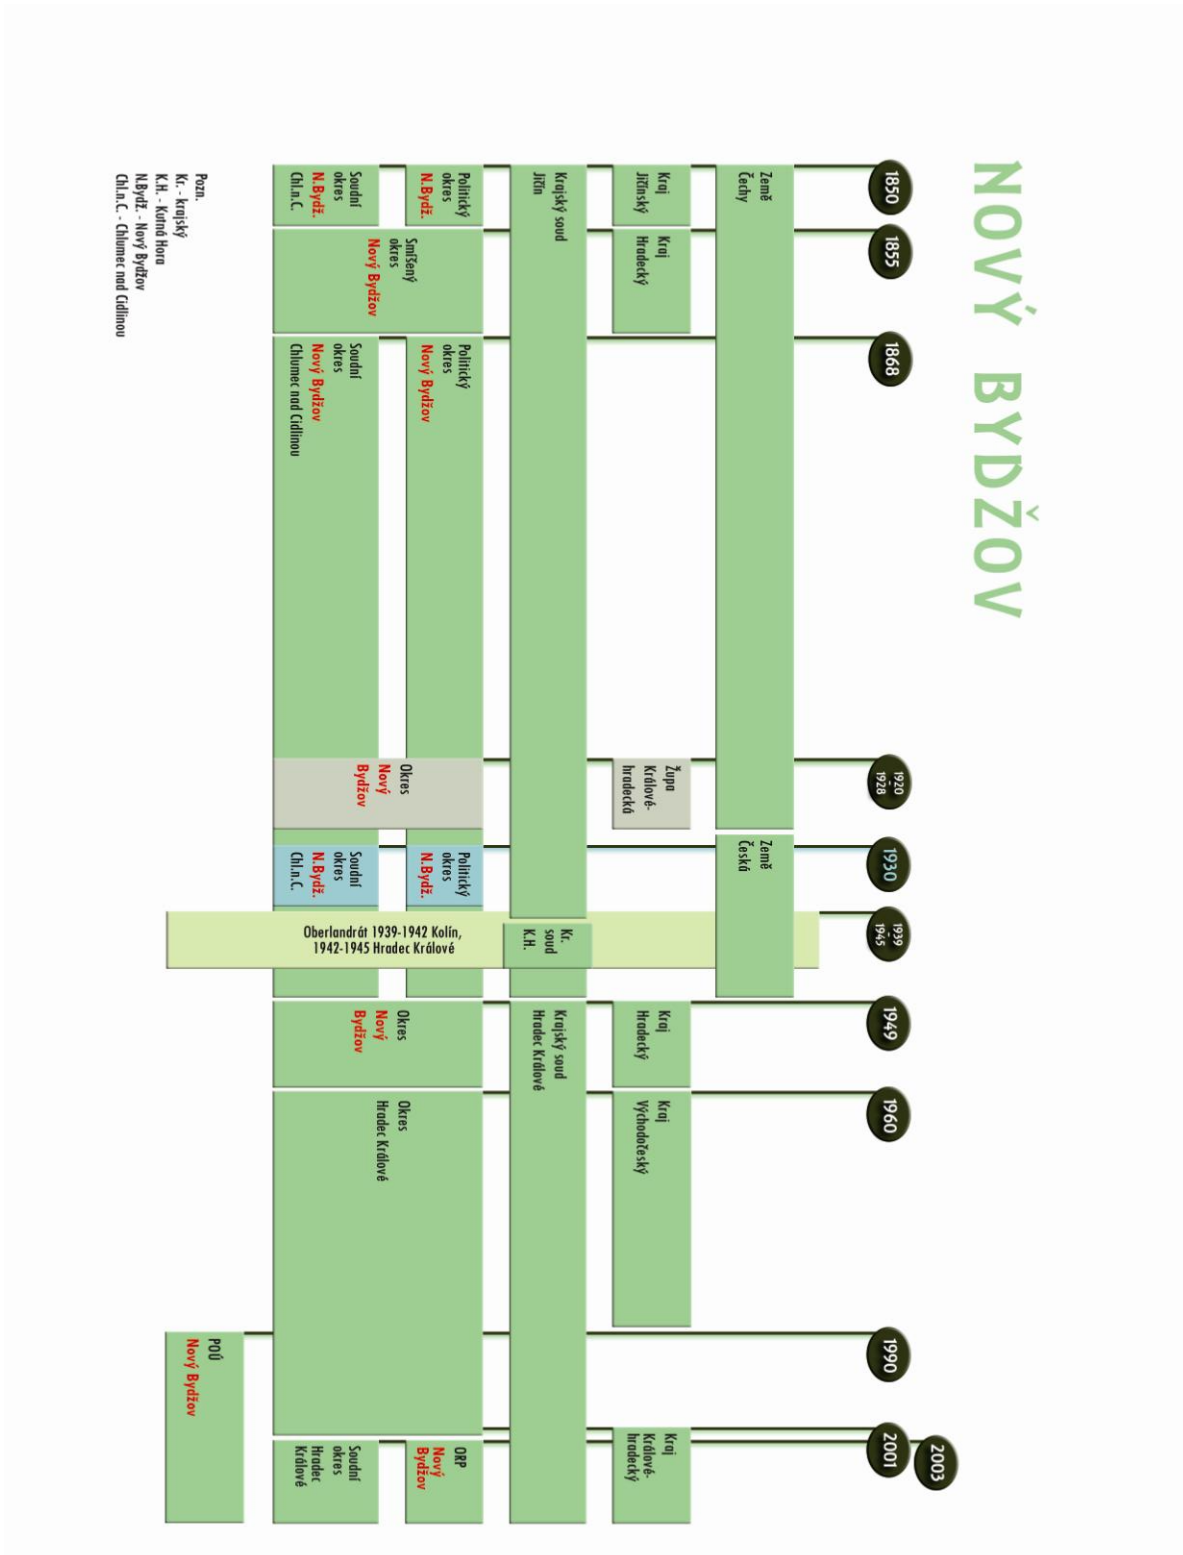 NOVÝ BYDŽOV
1850
1855
1868
1920
1928
1930
1939
1945
1949
1960
1990
2001
2003
Země
Čechy
Země
Česká
Kraj
Jičínský
Kraj
Hradecký
Župa
Králové-
hradecká
Kraj
Hradecký
Kraj
Východočeský
Kraj
Králové-
hradecký
Krajský soud
Jičín
Kr.
soud
K.H.
Krajský soud
Hradec Králové
Politický
okres
N.Bydž.
Smíšený
okres
Nový Bydžov
Politický
okres
Nový Bydžov
Okres
Nový
Bydžov
Politický
okres
N.Bydž.
Okres
Nový
Bydžov
Okres
Hradec Králové
ORP
Nový
Bydžov
Soudní
okres
N.Bydž.
Chl.n.C.
Soudní
okres
Nový Bydžov
Chlumec nad Cidlinou
Soudní
okres
N.Bydž.
Chl.n.C.
Oberlandrát 1939-1942 Kolín,
1942-1945 Hradec Králové
Soudní
okres
Hradec
Králové
POÚ
Nový Bydžov
Pozn.
Kr. - krajský
K.H. - Kutná Hora
N.Bydž. - Nový Bydžov
Chl.n.C. - Chlumec nad Cidlinou